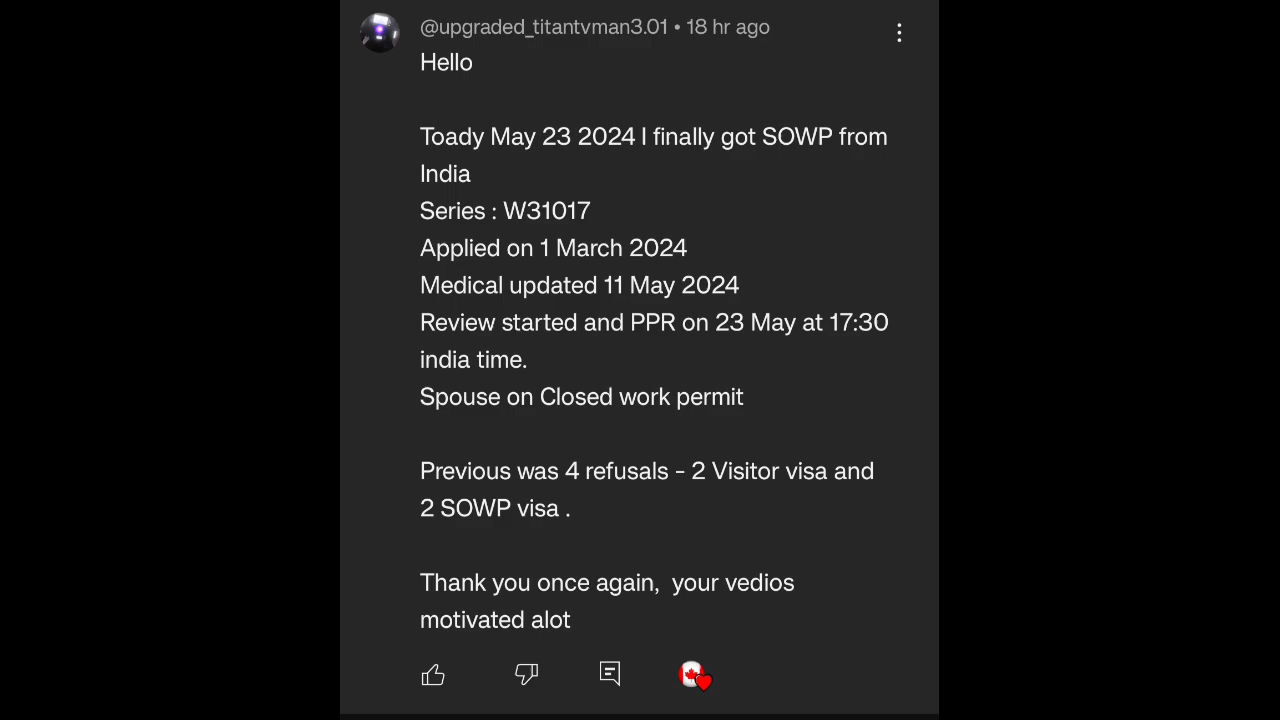 @upgraded_titantvman3.01 • 18 hr ago
Hello
Toady May 23 2024 I finally got SOWP from
India
Series : W31017
Applied on 1 March 2024
Medical updated 11 May 2024
Review started and PPR on 23 May at 17:30
india time.
Spouse on Closed work permit
Previous was 4 refusals - 2 Visitor visa and
2 SOWP visa .
Thank you once again,  your vedios
motivated alot